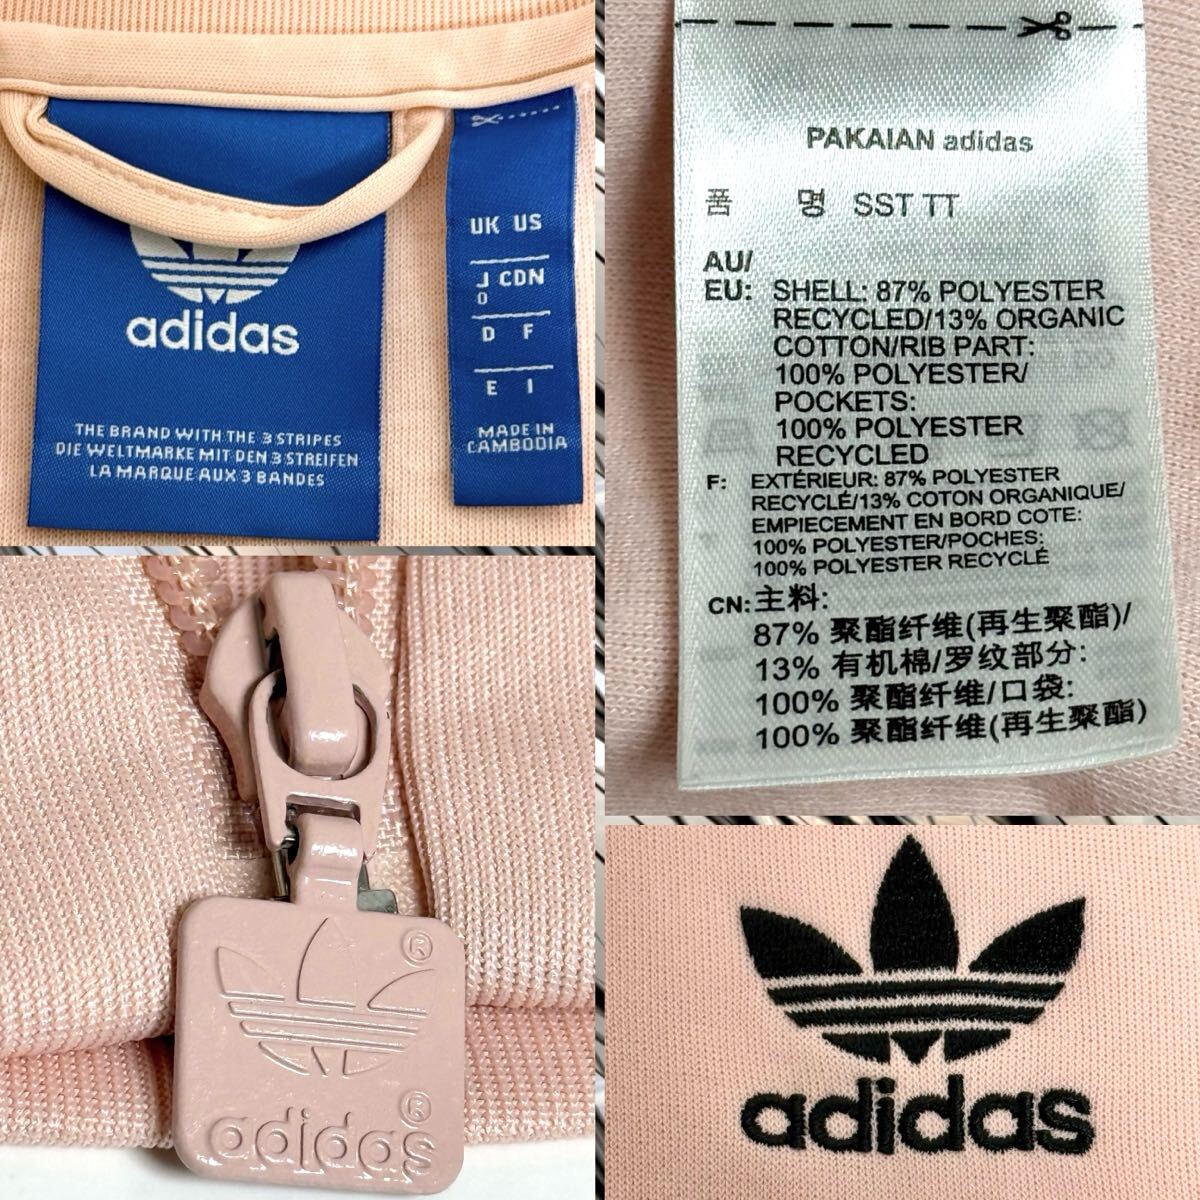 adidas
THE BRAND WITH THE 3 STRIPES
DIE WELTMARKE MIT DEN 3 STREIFEN
LA MARQUE AUX 3 BANDES
UK US
J CDN
O
D F
E I
MADE IN
CAMBODIA
PAKAIAN adidas
품 명 SST TT
AU/
EU: SHELL: 87% POLYESTER
RECYCLED/13% ORGANIC
COTTON/RIB PART:
100% POLYESTER/
POCKETS:
100% POLYESTER
RECYCLED
F: EXTÉRIEUR: 87% POLYESTER
RECYCLÉ/13% COTON ORGANIQUE/
EMPIECEMENT EN BORD COTE:
100% POLYESTER/POCHES:
100% POLYESTER RECYCLÉ
CN: 主料:
87% 聚酯纤维(再生聚酯)/
13% 有机棉/罗纹部分:
100% 聚酯纤维/口袋:
100% 聚酯纤维(再生聚酯)
®
®
adidas
adidas